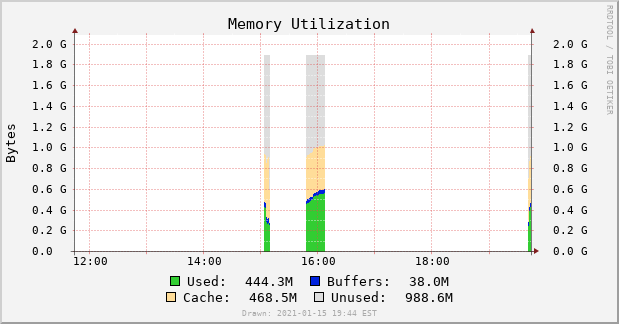 Memory Utilization
RRDTOOL / TOBI OETIKER
Bytes
2.0 G 2.0 G
1.8 G 1.8 G
1.6 G 1.6 G
1.4 G 1.4 G
1.2 G 1.2 G
1.0 G 1.0 G
0.8 G 0.8 G
0.6 G 0.6 G
0.4 G 0.4 G
0.2 G 0.2 G
0.0 0.0 G
12:00 14:00 16:00 18:00
Used: 444.3M Buffers: 38.0M
Cache: 468.5M Unused: 988.6M
Drawn: 2021-01-15 19:44 EST